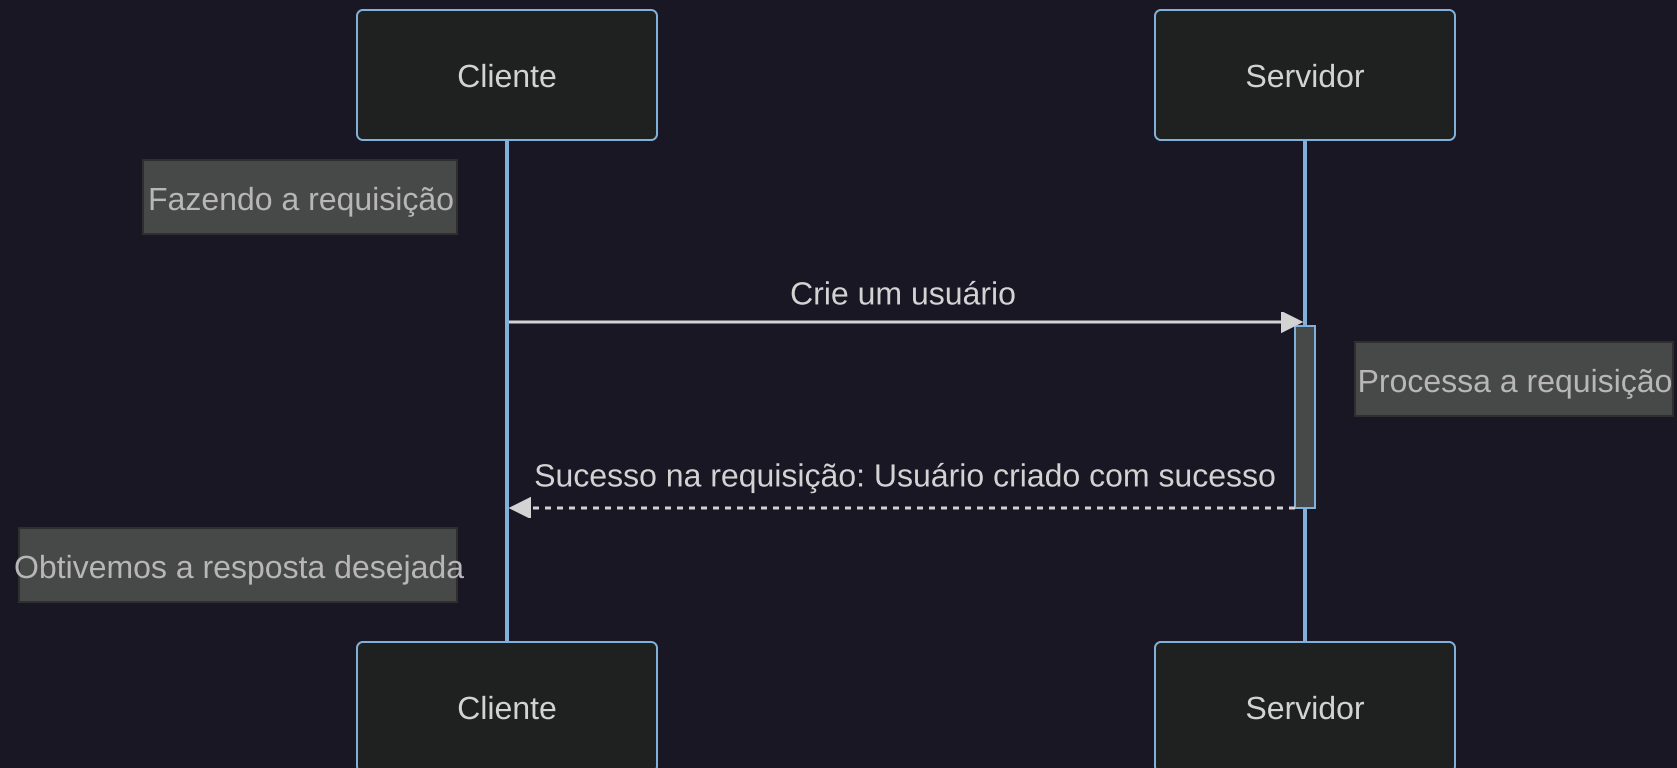 Cliente
Servidor
Fazendo a requisição
Crie um usuário
Processa a requisição
Sucesso na requisição: Usuário criado com sucesso
Obtivemos a resposta desejada
Cliente
Servidor